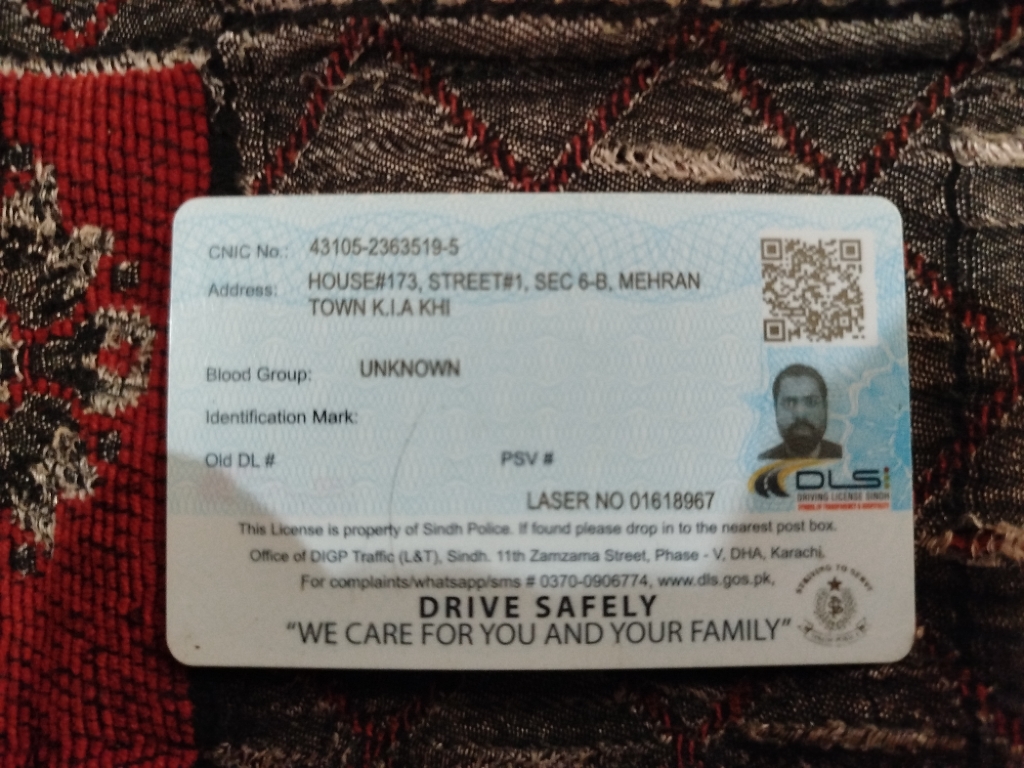 CNIC No.: 43105-2363519-5
Address: HOUSE#173, STREET#1, SEC 6-B, MEHRAN
TOWN K.I.A KHI
Blood Group: UNKNOWN
Identification Mark:
Old DL # PSV #
DLS
DRIVING LICENSE SINDH
LASER NO 01618967
This License is property of Sindh Police. If found please drop in to the nearest post box.
Office of DIGP Traffic (L&T), Sindh. 11th Zamzama Street, Phase - V, DHA, Karachi.
For complaints/whatsapp/sms # 0370-0906774, www.dls.gos.pk,
DRIVE SAFELY
"WE CARE FOR YOU AND YOUR FAMILY"